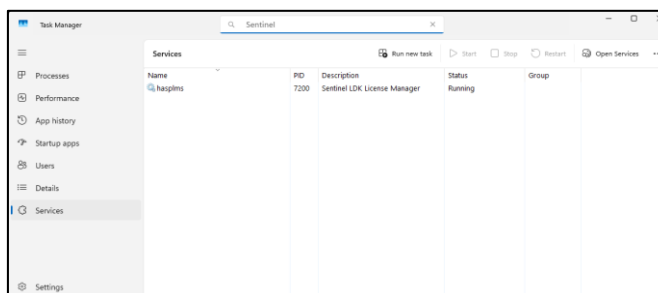 Task Manager
Sentinel
Services
Run new task
Start
Stop
Restart
Open Services
Processes
Performance
App history
Startup apps
Users
Details
Services
Settings
Name PID Description Status Group
hasplms 7200 Sentinel LDK License Manager Running